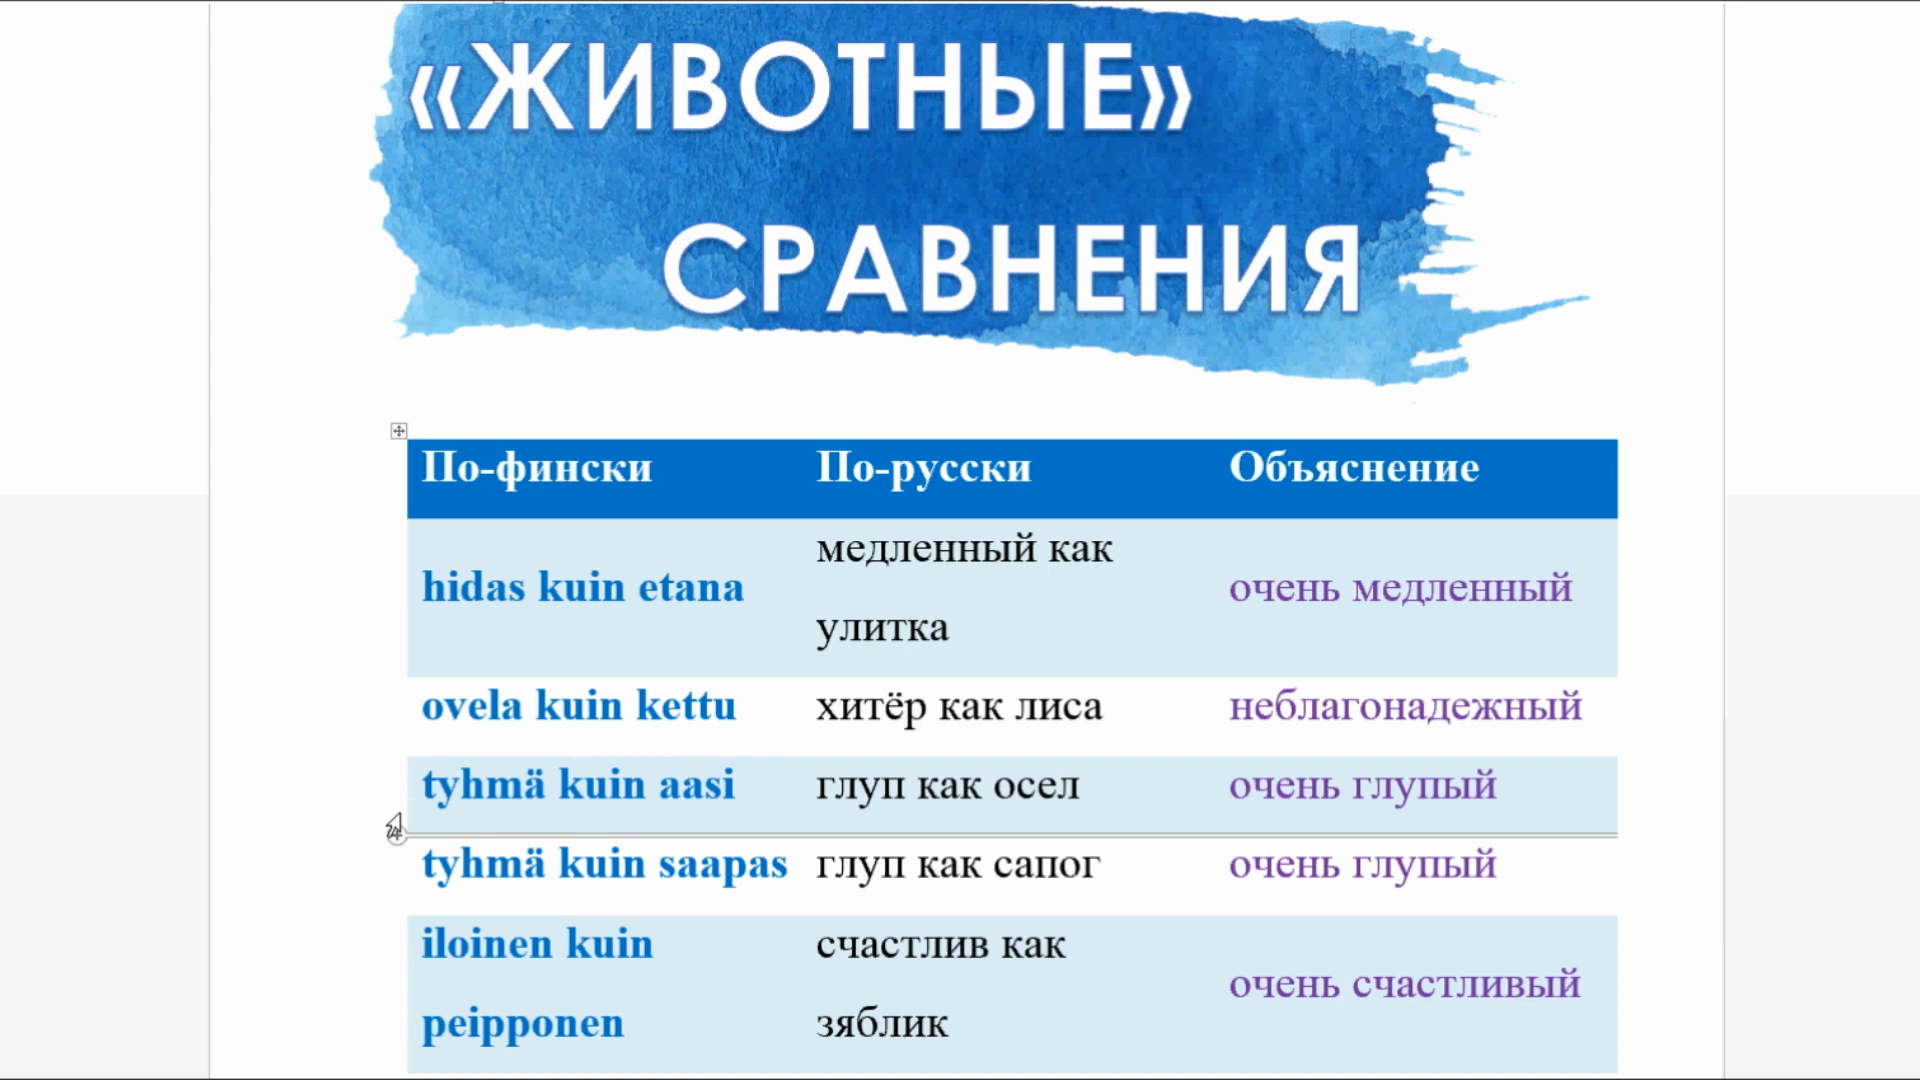 «ЖИВОТНЫЕ»
СРАВНЕНИЯ
По-фински По-русски Объяснение
hidas kuin etana медленный как улитка очень медленный
ovela kuin kettu хитёр как лиса неблагонадежный
tyhmä kuin aasi глуп как осел очень глупый
tyhmä kuin saapas глуп как сапог очень глупый
iloinen kuin peipponen счастлив как зяблик очень счастливый